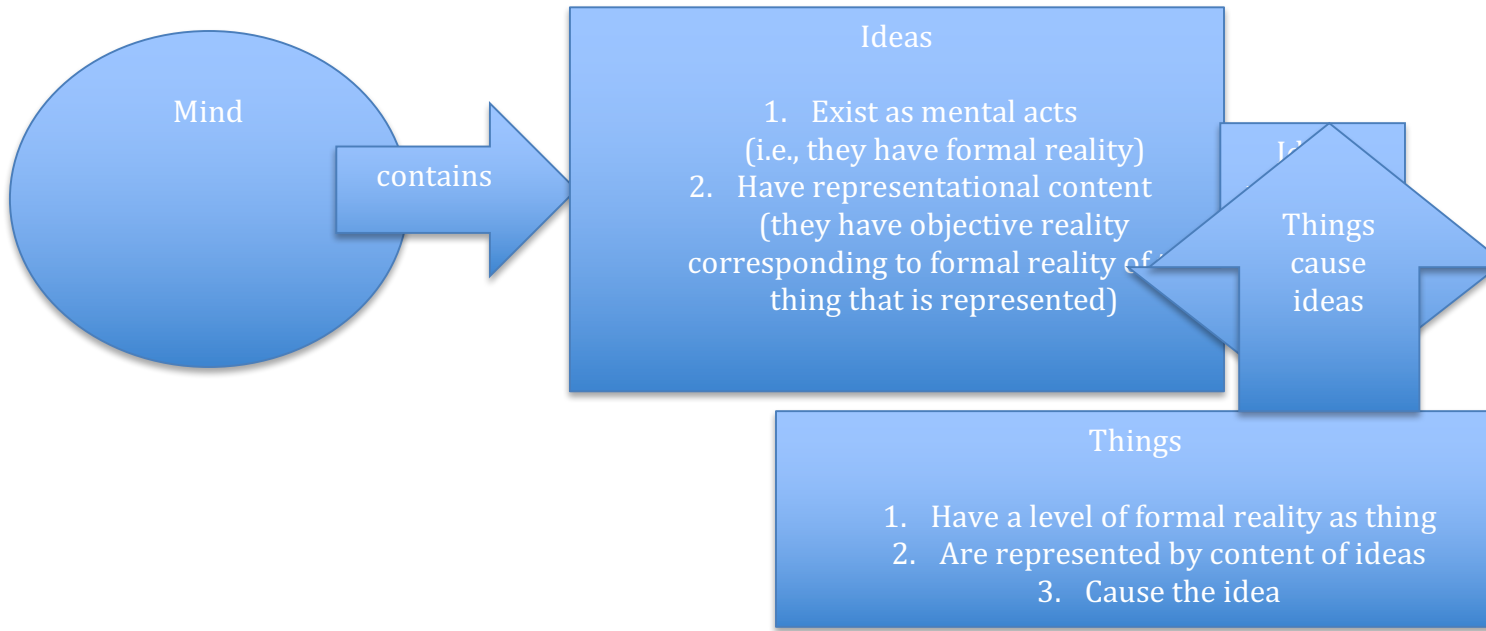 Mind
contains
Ideas
1. Exist as mental acts
(i.e., they have formal reality)
2. Have representational content
(they have objective reality
corresponding to formal reality of
thing that is represented)
Things
cause
ideas
Things
1. Have a level of formal reality as thing
2. Are represented by content of ideas
3. Cause the idea